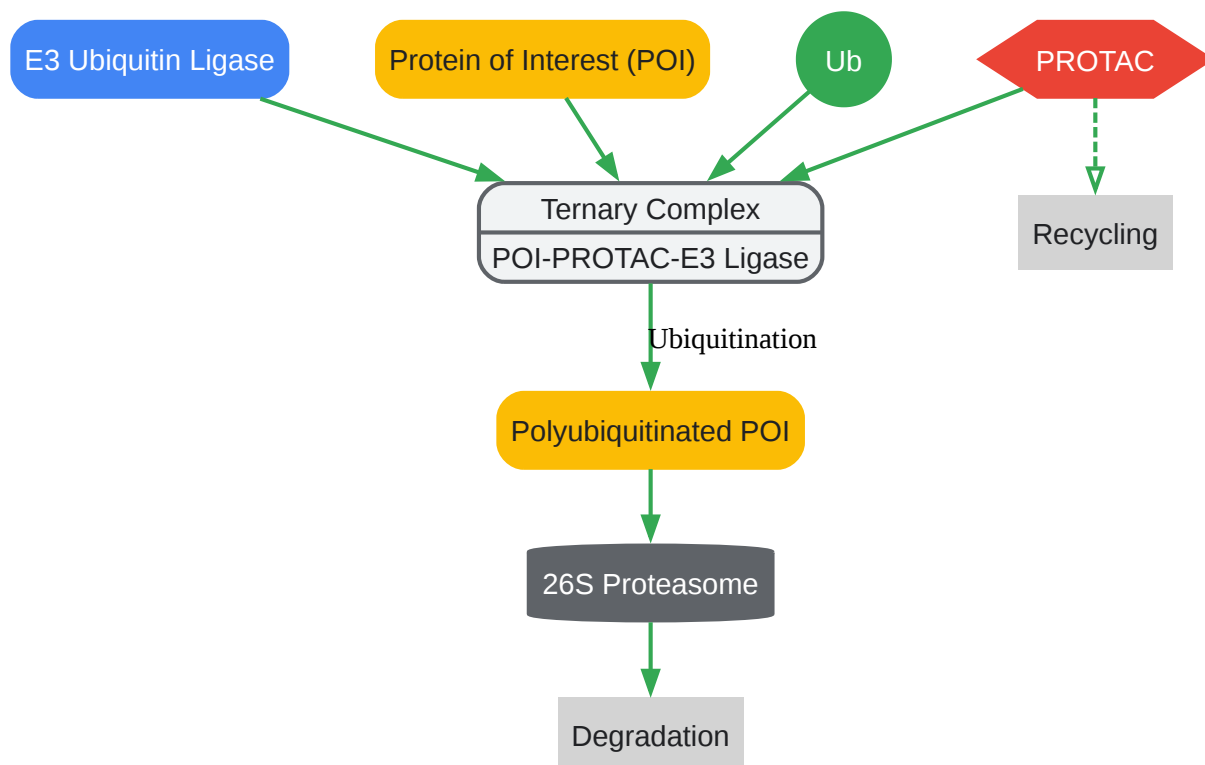 E3 Ubiquitin Ligase
Protein of Interest (POI)
Ub
PROTAC
Ternary Complex
POI-PROTAC-E3 Ligase
Recycling
Ubiquitination
Polyubiquitinated POI
26S Proteasome
Degradation